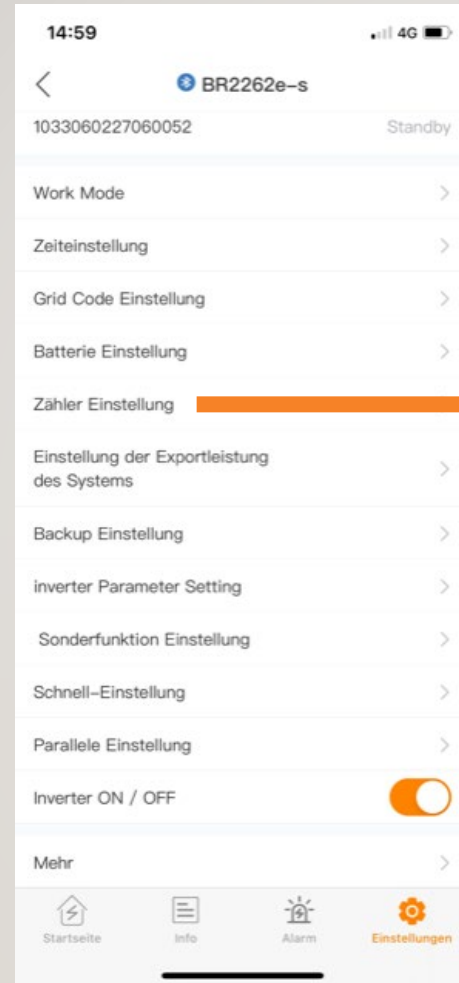 14:59
4G
BR2262e-s
1033060227060052 Standby
Work Mode
Zeiteinstellung
Grid Code Einstellung
Batterie Einstellung
Zähler Einstellung
Einstellung der Exportleistung
des Systems
Backup Einstellung
inverter Parameter Setting
Sonderfunktion Einstellung
Schnell-Einstellung
Parallele Einstellung
Inverter ON / OFF
Mehr
Startseite Info Alarm Einstellungen